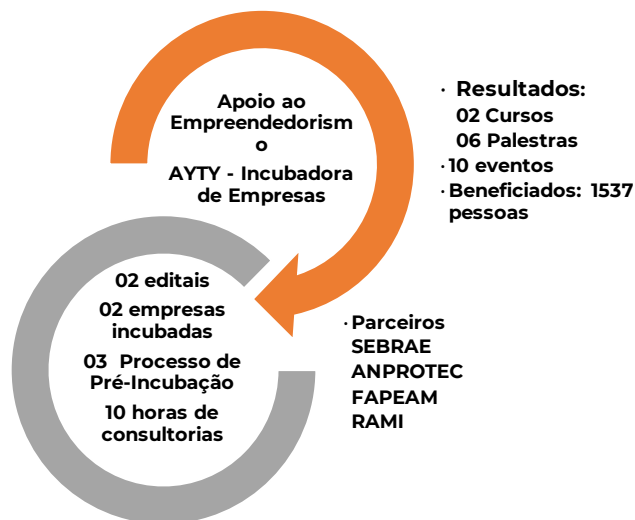 Apoio ao
Empreendedorism
o
AYTY - Incubadora
de Empresas
· Resultados:
02 Cursos
06 Palestras
· 10 eventos
· Beneficiados: 1537
pessoas
02 editais
02 empresas
incubadas
03 Processo de
Pré-Incubação
10 horas de
consultorias
· Parceiros
SEBRAE
ANPROTEC
FAPEAM
RAMI